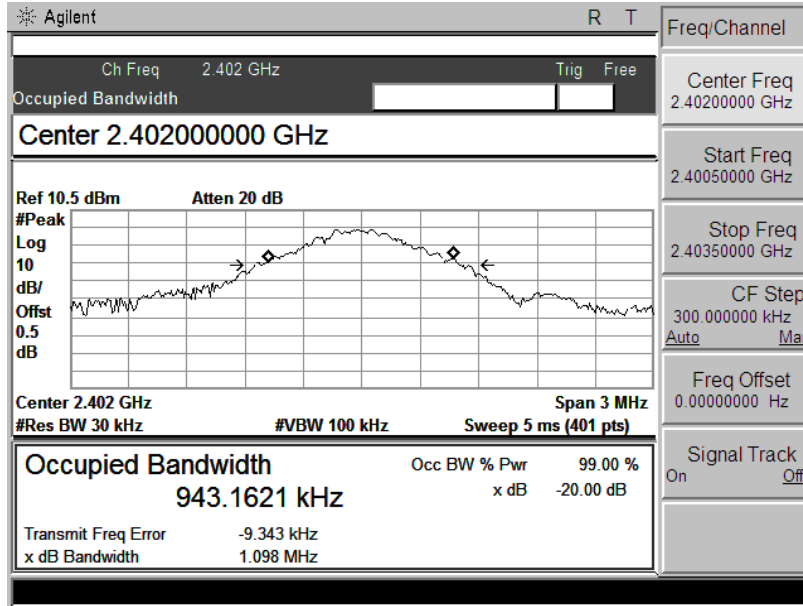 Agilent R T
Ch Freq 2.402 GHz Trig Free
Occupied Bandwidth
Center 2.402000000 GHz
Ref 10.5 dBm Atten 20 dB
#Peak
Log
10
dB/
Offst
0.5
dB
Center 2.402 GHz Span 3 MHz
#Res BW 30 kHz #VBW 100 kHz Sweep 5 ms (401 pts)
Occupied Bandwidth Occ BW % Pwr 99.00 %
943.1621 kHz x dB -20.00 dB
Transmit Freq Error -9.343 kHz
x dB Bandwidth 1.098 MHz
Freq/Channel
Center Freq
2.40200000 GHz
Start Freq
2.40050000 GHz
Stop Freq
2.40350000 GHz
CF Step
300.000000 kHz
Auto Ma
Freq Offset
0.00000000 Hz
Signal Track
On Off